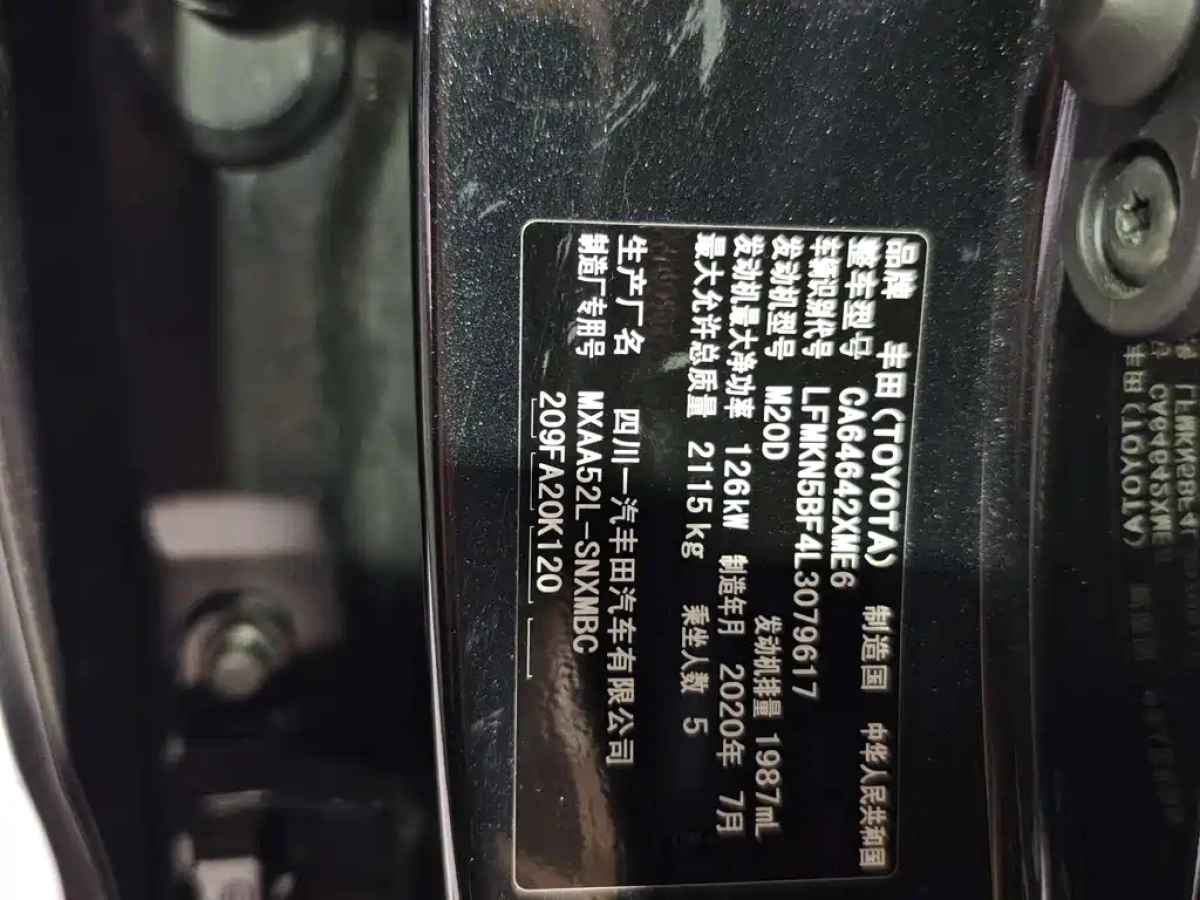 品牌 丰田(TOYOTA) 制造国 中华人民共和国
整车型号 CA64642XME6
车辆识别代号 LFMKN5BF4L3079617
发动机型号 M20D 发动机排量 1987mL
发动机最大净功率 126kW 制造年月 2020年 7月
最大允许总质量 2115kg 乘坐人数 5
生产厂名 四川一汽丰田汽车有限公司
制造厂专用号 MXAA52L-SNXMBC
209FA20K120